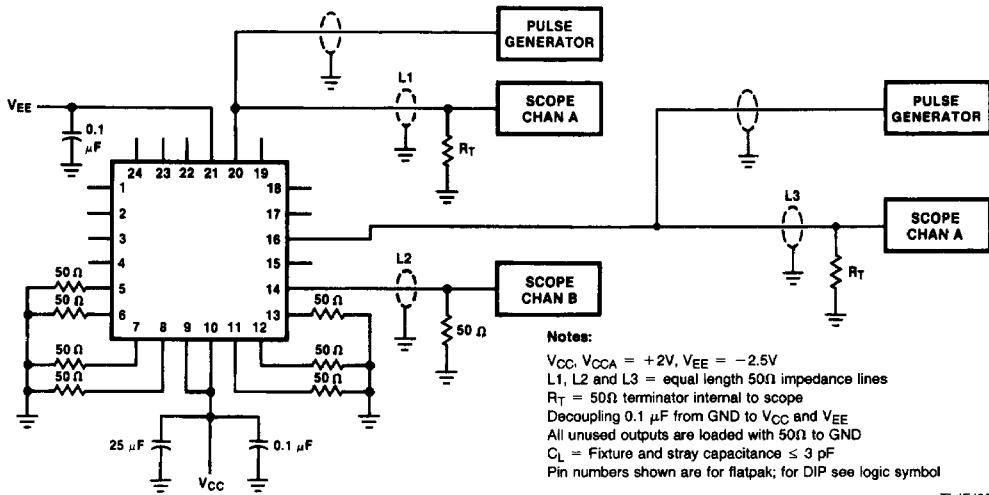 PULSE
GENERATOR
L1
SCOPE
CHAN A
RT
VEE
0.1
μF
PULSE
GENERATOR
24 23 22 21 20 19
1
2
3
4
5
6
18
17
16
15
14
13
7 8 9 10 11 12
L3
SCOPE
CHAN A
RT
L2
SCOPE
CHAN B
50 Ω
50 Ω
50 Ω
50 Ω
50 Ω
50 Ω
50 Ω
50 Ω
25 μF
0.1 μF
VCC
Notes:
VCC, VCCA = +2V, VEE = −2.5V
L1, L2 and L3 = equal length 50Ω impedance lines
RT = 50Ω terminator internal to scope
Decoupling 0.1 μF from GND to VCC and VEE
All unused outputs are loaded with 50Ω to GND
CL = Fixture and stray capacitance ≤ 3 pF
Pin numbers shown are for flatpak; for DIP see logic symbol